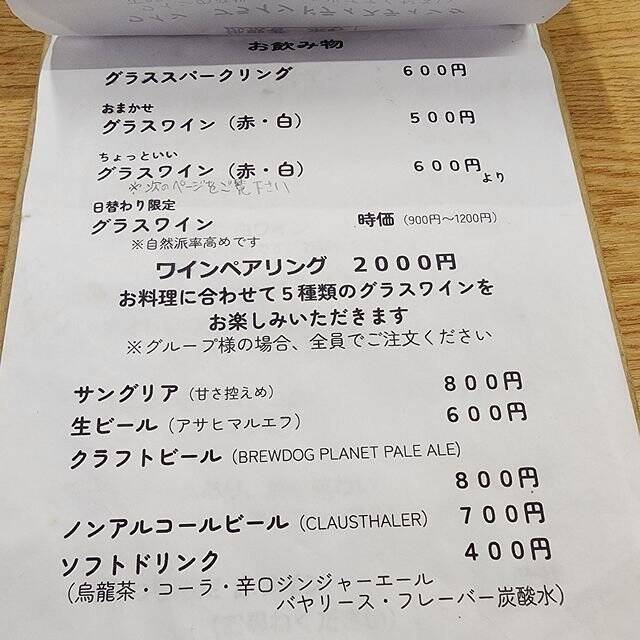 お飲み物
グラススパークリング 600円
おまかせ
グラスワイン（赤・白） 500円
ちょっといい
グラスワイン（赤・白） 600円より
※次のページをご覧下さい
日替わり限定
グラスワイン 時価（900円〜1200円）
※自然派率高めです
ワインペアリング 2000円
お料理に合わせて5種類のグラスワインを
お楽しみいただきます
※グループ様の場合、全員でご注文ください
サングリア（甘さ控えめ） 800円
生ビール（アサヒマルエフ） 600円
クラフトビール（BREWDOG PLANET PALE ALE)
800円
ノンアルコールビール（CLAUSTHALER） 700円
ソフトドリンク 400円
（烏龍茶・コーラ・辛口ジンジャーエール
バヤリース・フレーバー炭酸水）